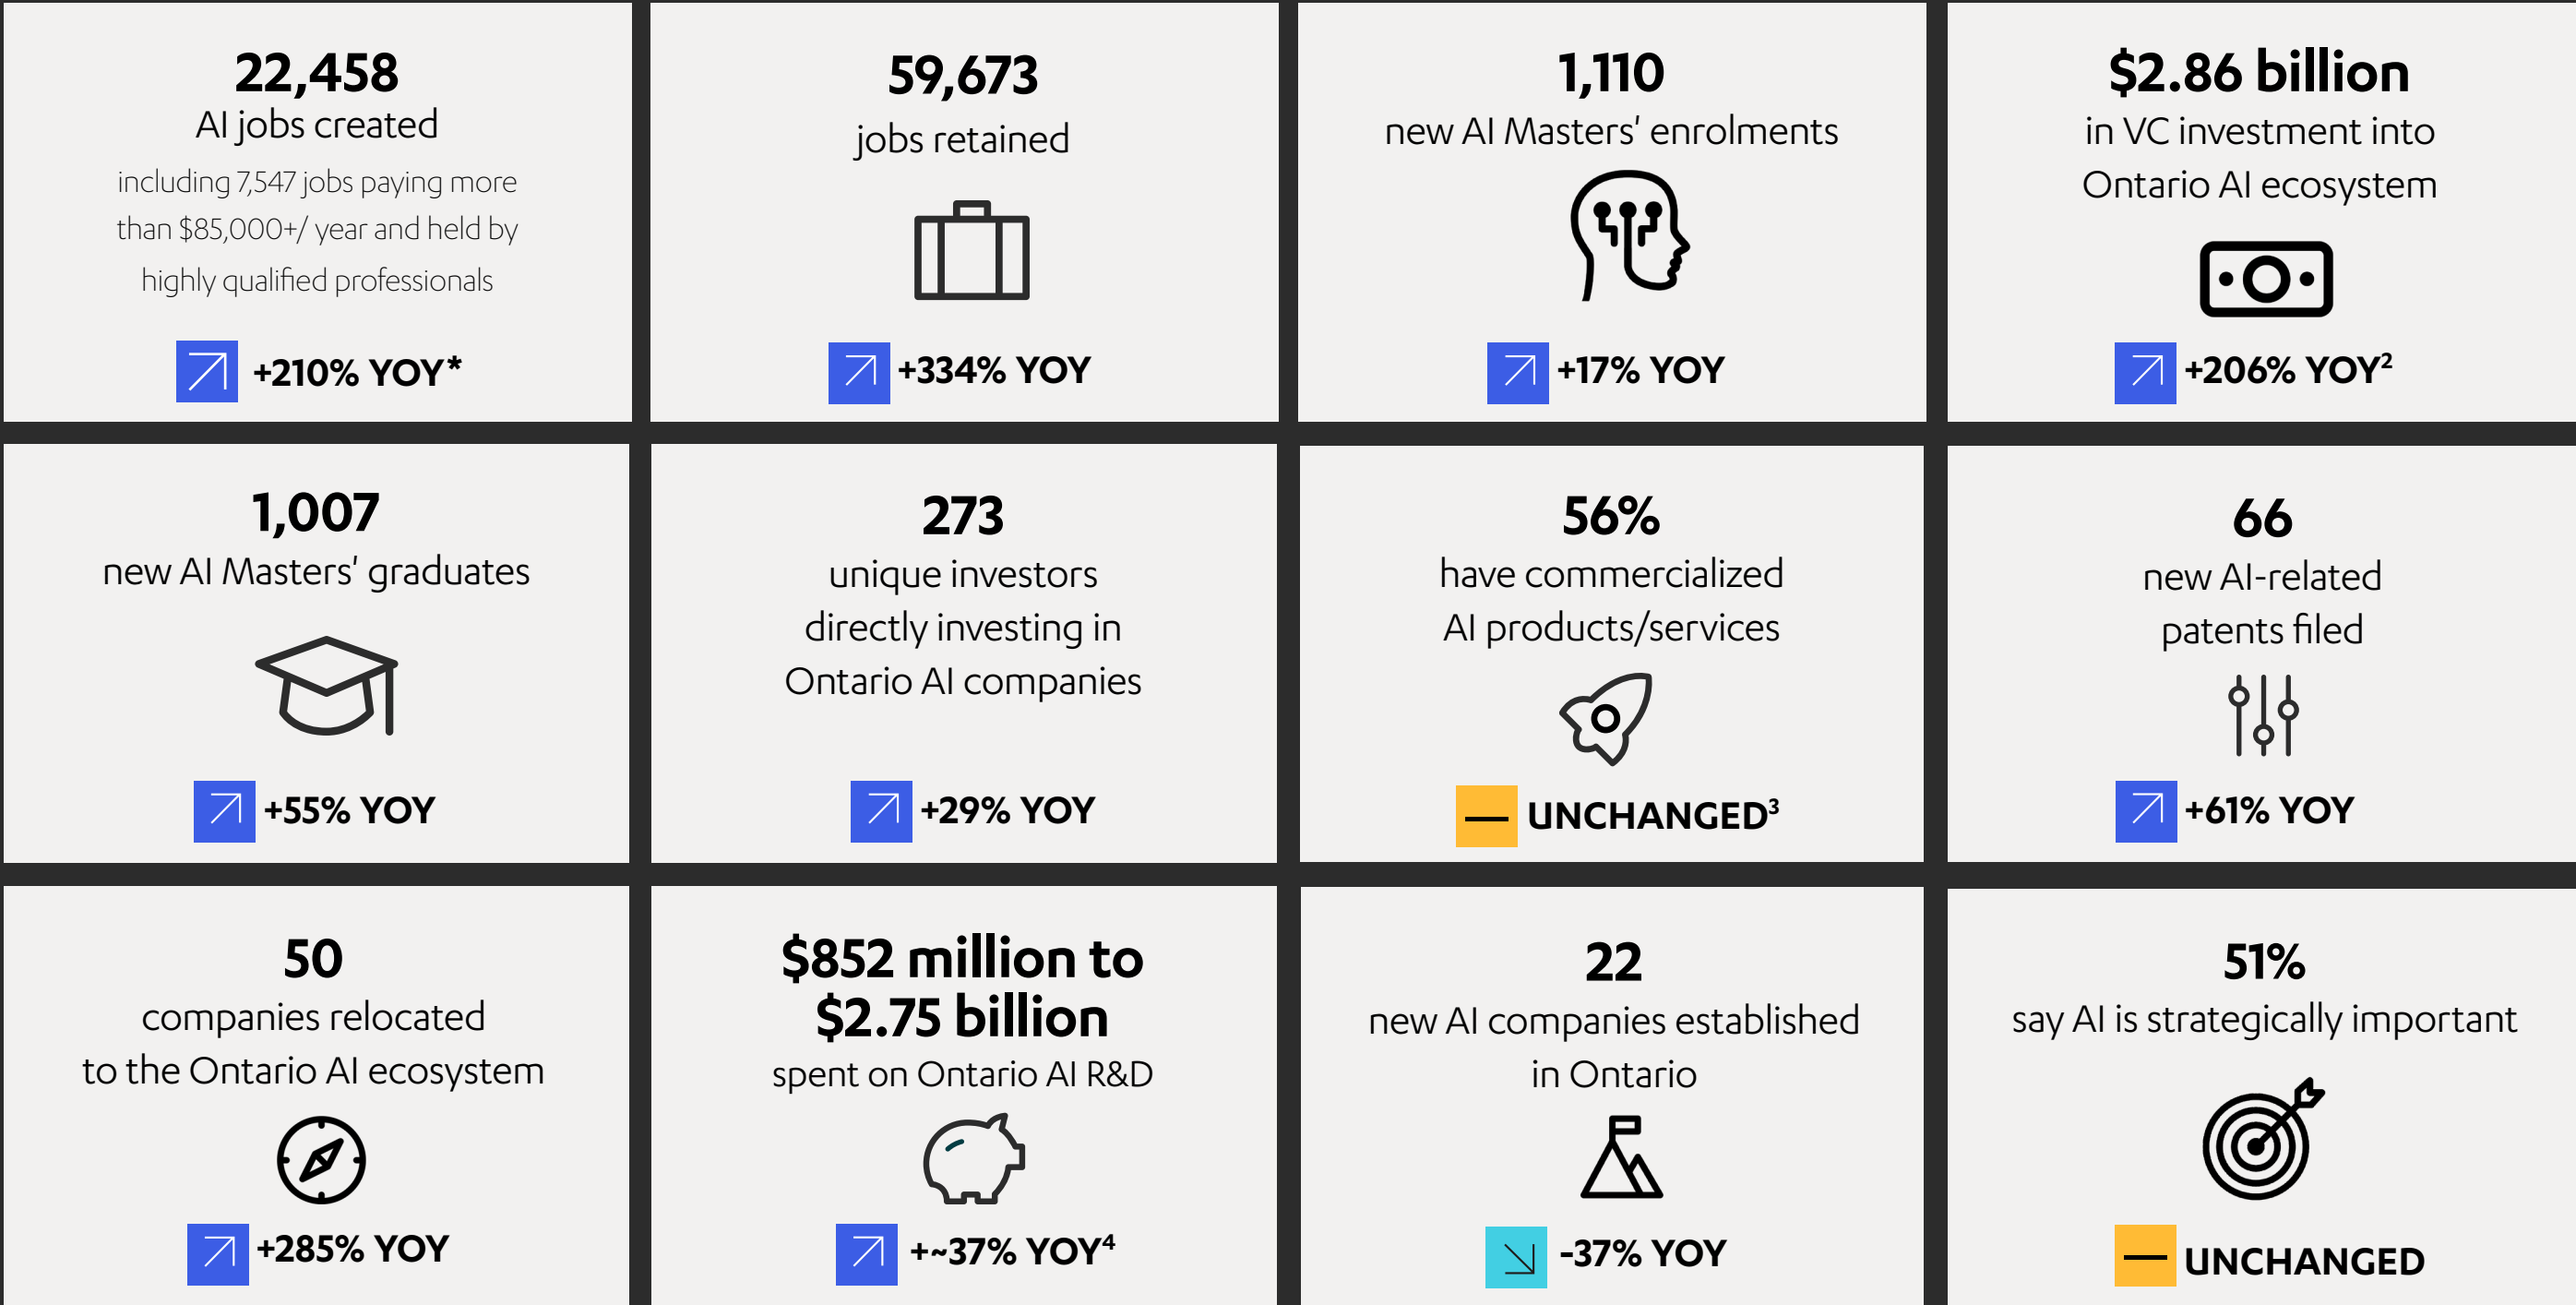 22,458
AI jobs created
including 7,547 jobs paying more
than $85,000+/ year and held by
highly qualified professionals
+210% YOY*
59,673
jobs retained
+334% YOY
1,110
new AI Masters' enrolments
+17% YOY
$2.86 billion
in VC investment into
Ontario AI ecosystem
+206% YOY²
1,007
new AI Masters' graduates
+55% YOY
273
unique investors
directly investing in
Ontario AI companies
+29% YOY
56%
have commercialized
AI products/services
UNCHANGED³
66
new AI-related
patents filed
+61% YOY
50
companies relocated
to the Ontario AI ecosystem
+285% YOY
$852 million to
$2.75 billion
spent on Ontario AI R&D
+~37% YOY⁴
22
new AI companies established
in Ontario
-37% YOY
51%
say AI is strategically important
UNCHANGED